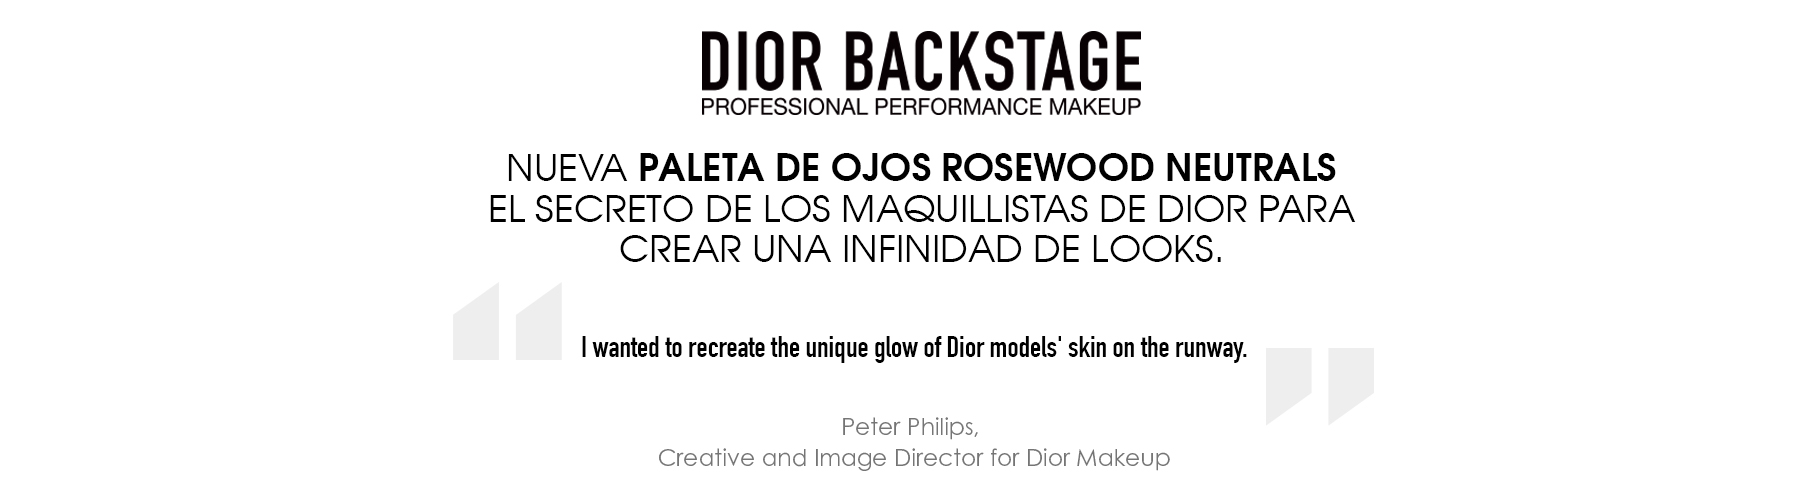 DIOR BACKSTAGE
PROFESSIONAL PERFORMANCE MAKEUP
NUEVA PALETA DE OJOS ROSEWOOD NEUTRALS
EL SECRETO DE LOS MAQUILLISTAS DE DIOR PARA
CREAR UNA INFINIDAD DE LOOKS.
“ I wanted to recreate the unique glow of Dior models' skin on the runway. ”
Peter Philips,
Creative and Image Director for Dior Makeup